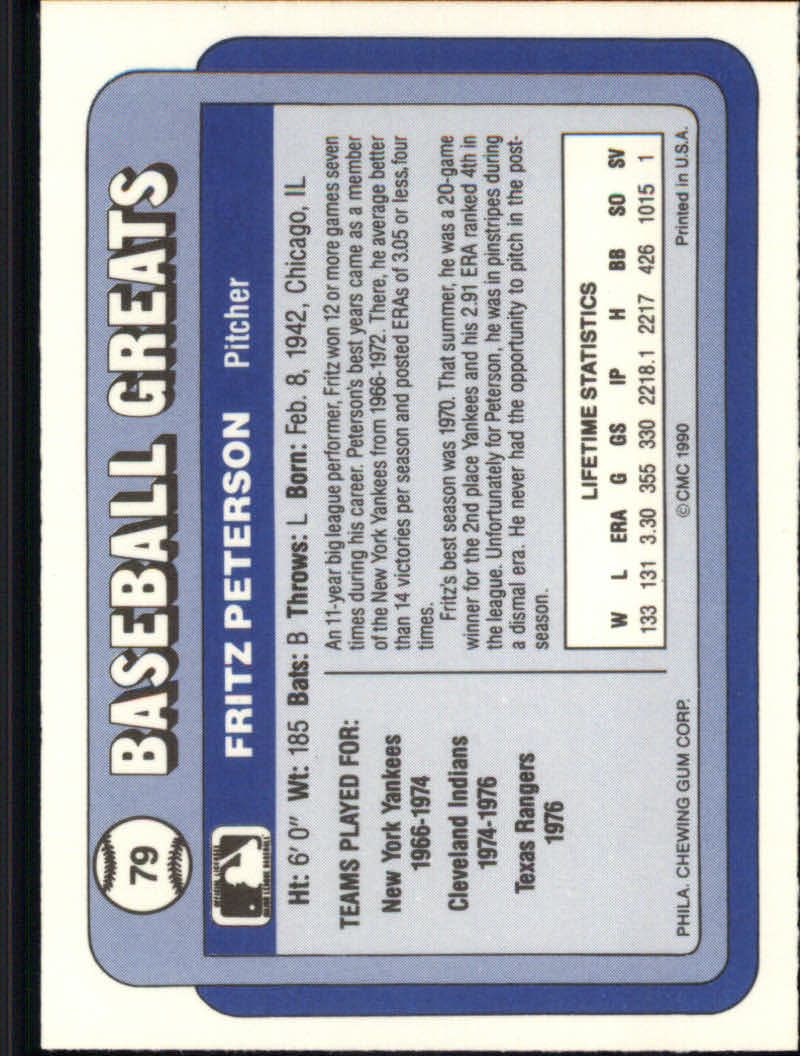 79
BASEBALL GREATS
FRITZ PETERSON Pitcher
Ht: 6' 0" Wt: 185 Bats: B Throws: L Born: Feb. 8, 1942, Chicago, IL
TEAMS PLAYED FOR:
New York Yankees
1966-1974
Cleveland Indians
1974-1976
Texas Rangers
1976
An 11-year big league performer, Fritz won 12 or more games seven
times during his career. Peterson's best years came as a member
of the New York Yankees from 1966-1972. There, he average better
than 14 victories per season and posted ERAs of 3.05 or less, four
times.
Fritz's best season was 1970. That summer, he was a 20-game
winner for the 2nd place Yankees and his 2.91 ERA ranked 4th in
the league. Unfortunately for Peterson, he was in pinstripes during
a dismal era. He never had the opportunity to pitch in the post-
season.
LIFETIME STATISTICS
W L ERA G GS IP H BB SO SV
133 131 3.30 355 330 2218.1 2217 426 1015 1
PHILA. CHEWING GUM CORP. ©CMC 1990 Printed in U.S.A.